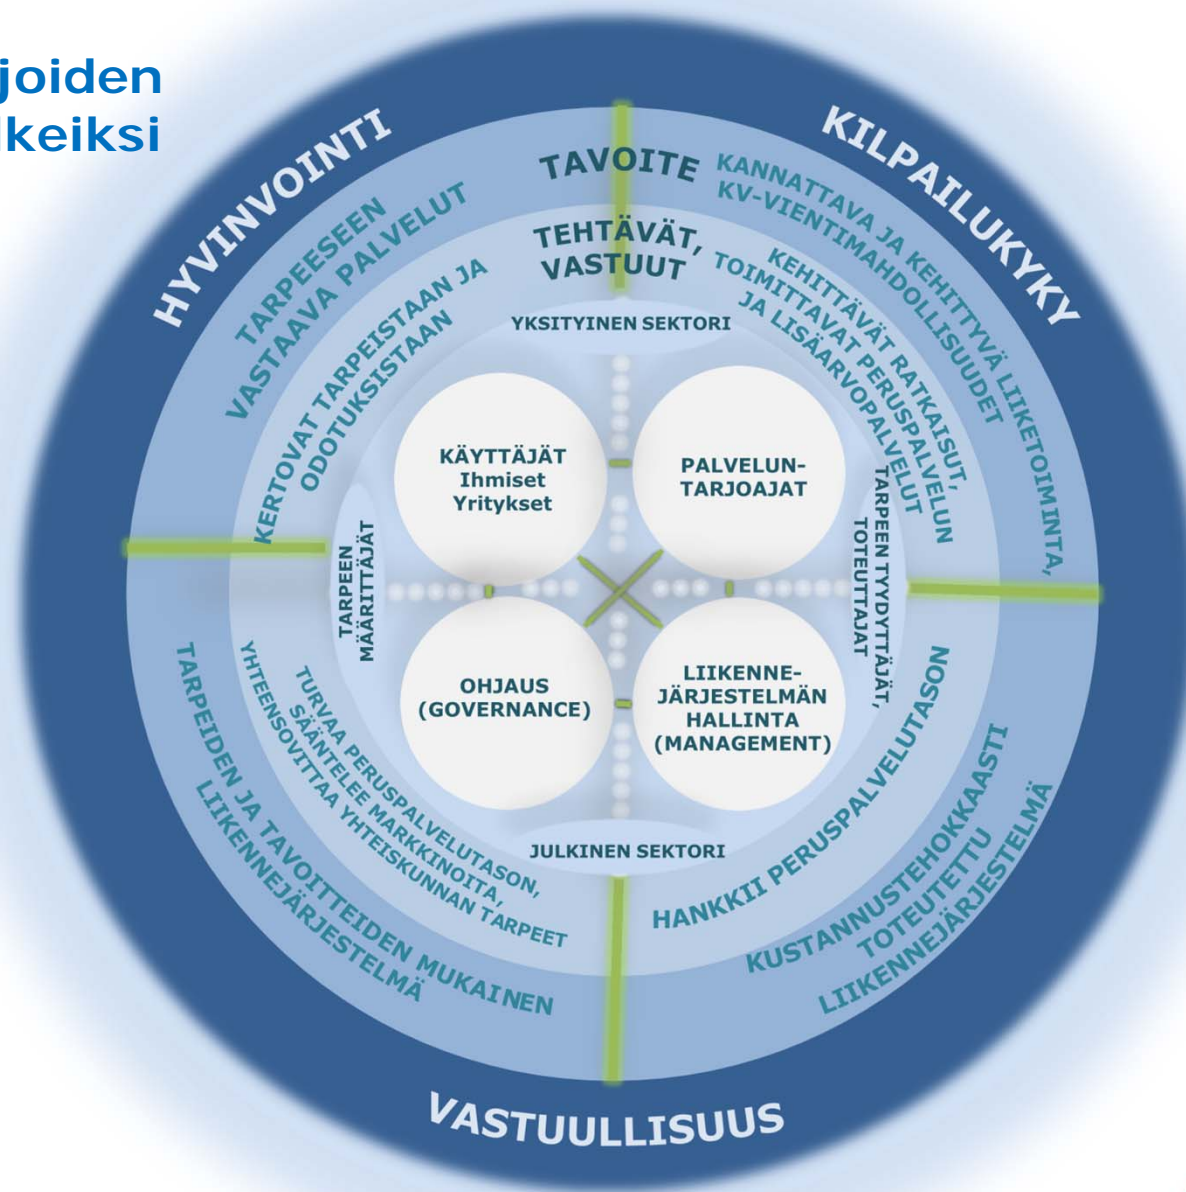 joiden
lkeiksi
HYVINVOINTI
KILPAILUKYKY
VASTUULLISUUS
TAVOITE
TARPEESEEN
VASTAAVA PALVELUT
KANNATTAVA JA KEHITTYVÄ LIIKETOIMINTA,
KV-VIENTIMAHDOLLISUUDET
TEHTÄVÄT,
VASTUUT
KERTOVAT TARPEISTAAN JA
ODOTUKSISTAAN
KEHITTÄVÄT RATKAISUT,
TOIMITTAVAT PERUSPALVELUN
JA LISÄARVOPALVELUT
YKSITYINEN SEKTORI
KÄYTTÄJÄT
Ihmiset
Yritykset
PALVELUN-
TARJOAJAT
TARPEEN
MÄÄRITTÄJÄT
TARPEEN TYYDYTTÄJÄT,
TOTEUTTAJAT
OHJAUS
(GOVERNANCE)
LIIKENNE-
JÄRJESTELMÄN
HALLINTA
(MANAGEMENT)
JULKINEN SEKTORI
TURVAA PERUSPALVELUTASON,
SÄÄNTELEE MARKKINOITA,
YHTEENSOVITTAA YHTEISKUNNAN TARPEET
HANKKII PERUSPALVELUTASON
TARPEIDEN JA TAVOITTEIDEN MUKAINEN
LIIKENNEJÄRJESTELMÄ
KUSTANNUSTEHOKKAASTI
TOTEUTETTU
LIIKENNEJÄRJESTELMÄ